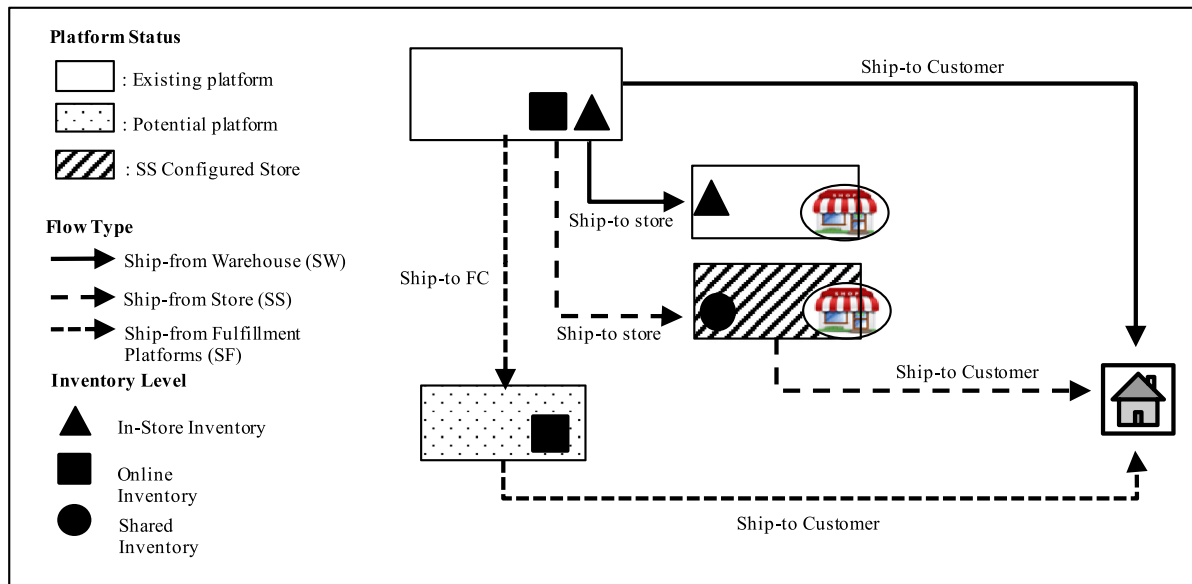 Platform Status
: Existing platform
: Potential platform
: SS Configured Store
Flow Type
Ship-from Warehouse (SW)
Ship-from Store (SS)
Ship-from Fulfillment
Platforms (SF)
Inventory Level
In-Store Inventory
Online
Inventory
Shared
Inventory
Ship-to Customer
Ship-to store
SHOP
Ship-to FC
Ship-to store
SHOP
Ship-to Customer
Ship-to Customer